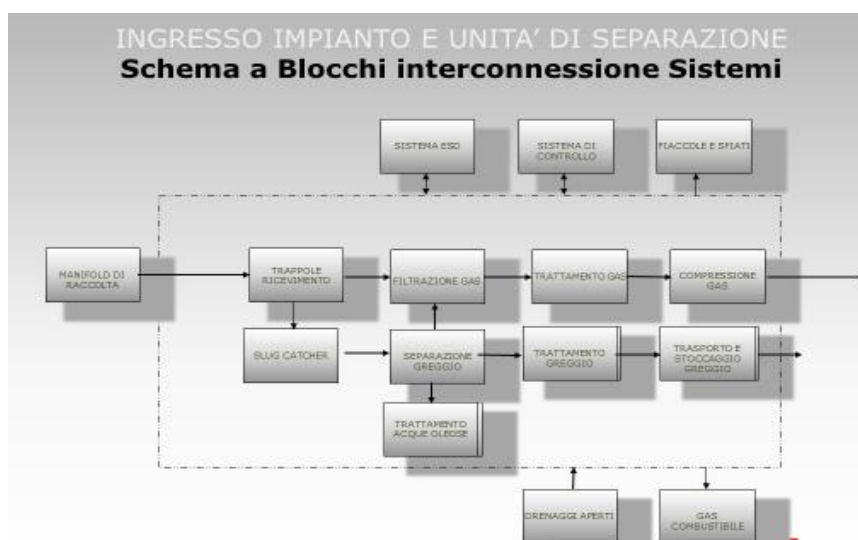 INGRESSO IMPIANTO E UNITA' DI SEPARAZIONE
Schema a Blocchi interconnessione Sistemi
SISTEMA ESD
SISTEMA DI
CONTROLLO
FIACCOLE E SFIATI
MANIFOLD DI
RACCOLTA
TRAPPOLE
RICEVIMENTO
FILTRAZIONE GAS
TRATTAMENTO GAS
COMPRESSIONE
GAS
SLUG CATCHER
SEPARAZIONE
GREGGIO
TRATTAMENTO
GREGGIO
TRASPORTO E
STOCCAGGIO
GREGGIO
TRATTAMENTO
ACQUE OLEOSE
DRENAGGI APERTI
GAS
COMBUSTIBILE